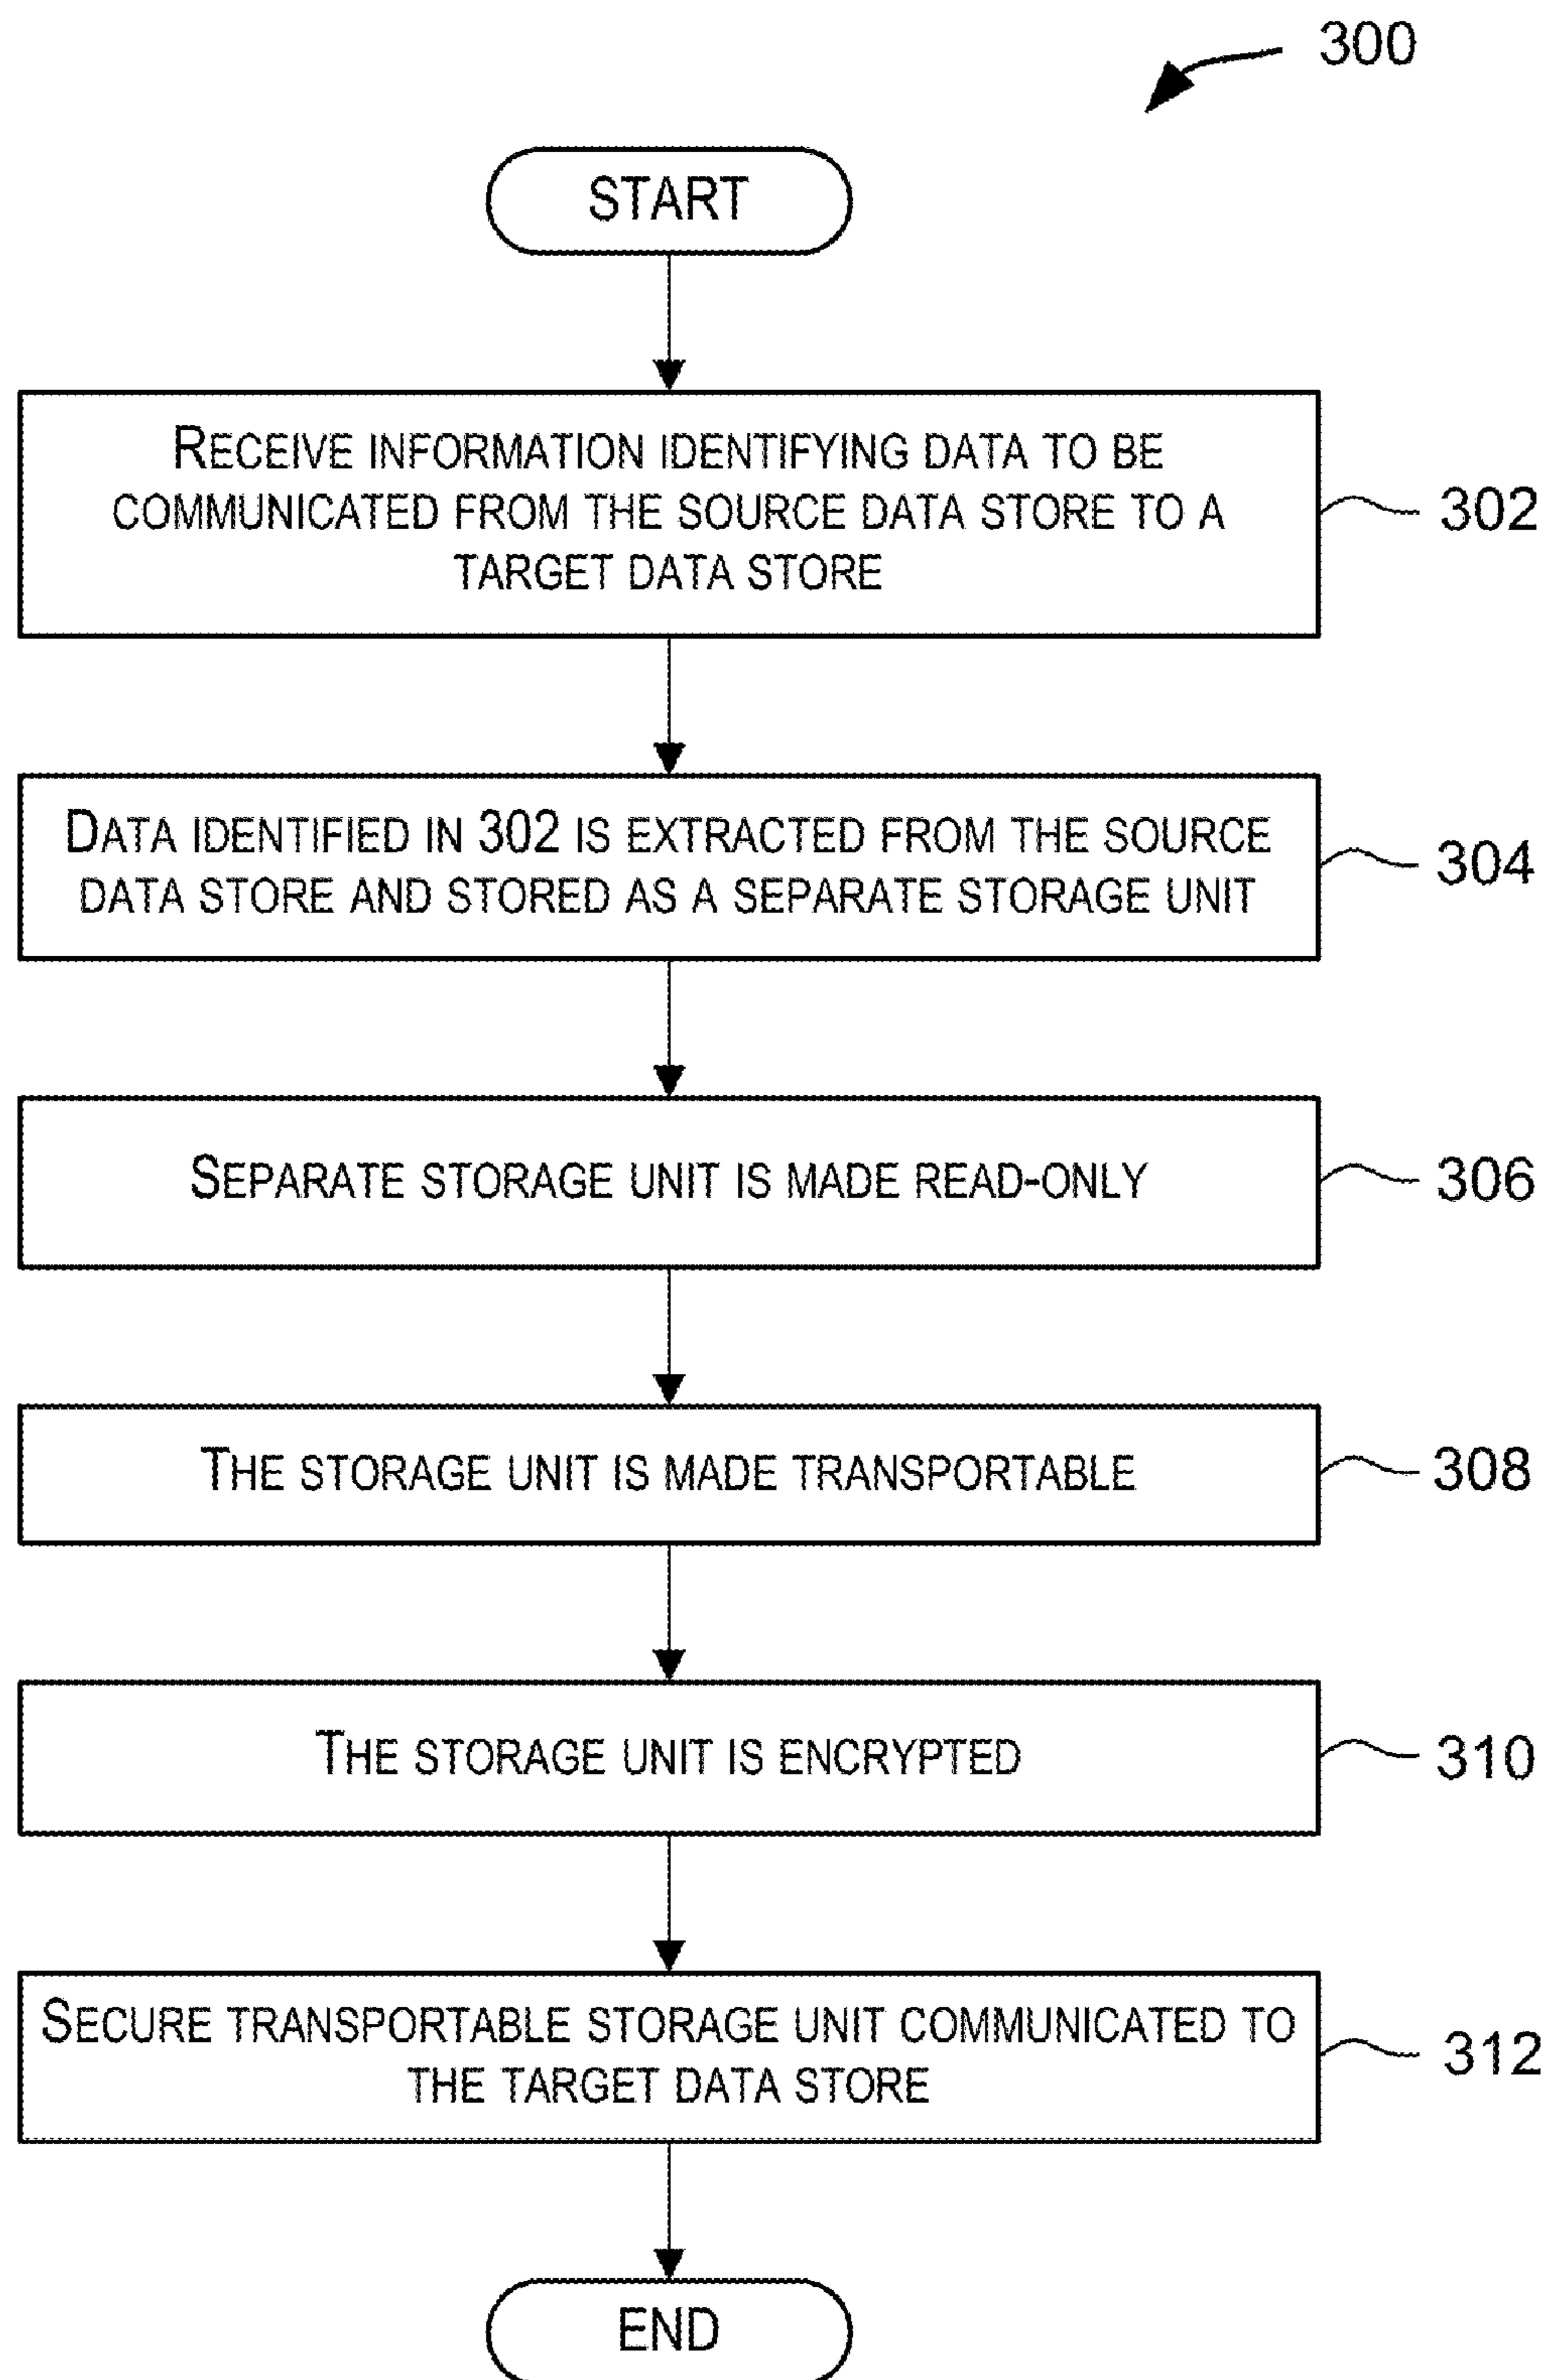 300
START
RECEIVE INFORMATION IDENTIFYING DATA TO BE
COMMUNICATED FROM THE SOURCE DATA STORE TO A
TARGET DATA STORE
302
DATA IDENTIFIED IN 302 IS EXTRACTED FROM THE SOURCE
DATA STORE AND STORED AS A SEPARATE STORAGE UNIT
304
SEPARATE STORAGE UNIT IS MADE READ-ONLY
306
THE STORAGE UNIT IS MADE TRANSPORTABLE
308
THE STORAGE UNIT IS ENCRYPTED
310
SECURE TRANSPORTABLE STORAGE UNIT COMMUNICATED TO
THE TARGET DATA STORE
312
END